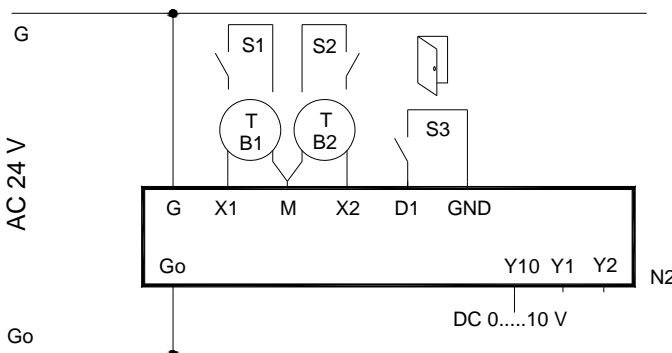 G
S1 S2
T T
B1 B2
S3
AC 24 V
G X1 M X2 D1 GND
Go Y10 Y1 Y2
N2
DC 0.....10 V
Go